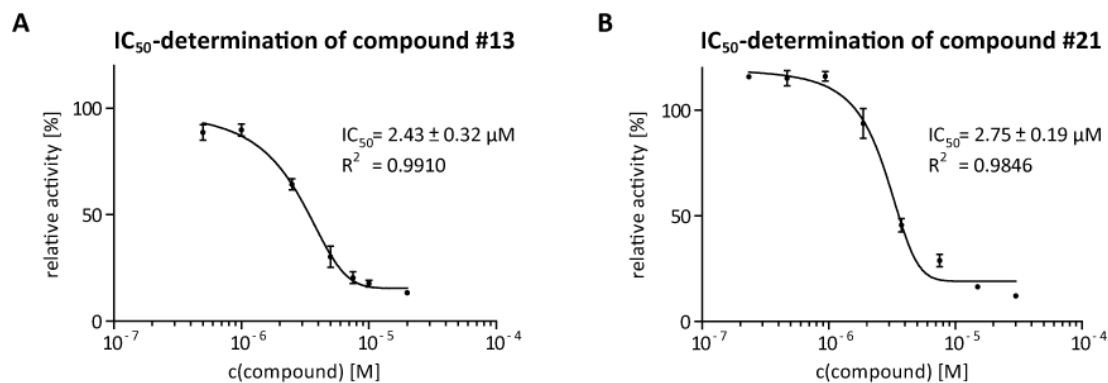 A
IC₅₀-determination of compound #13
relative activity [%]
100
50
0
IC₅₀= 2.43 ± 0.32 µM
R² = 0.9910
10⁻⁷
10⁻⁶
10⁻⁵
10⁻⁴
c(compound) [M]
B
IC₅₀-determination of compound #21
relative activity [%]
100
50
0
IC₅₀= 2.75 ± 0.19 µM
R² = 0.9846
10⁻⁷
10⁻⁶
10⁻⁵
10⁻⁴
c(compound) [M]